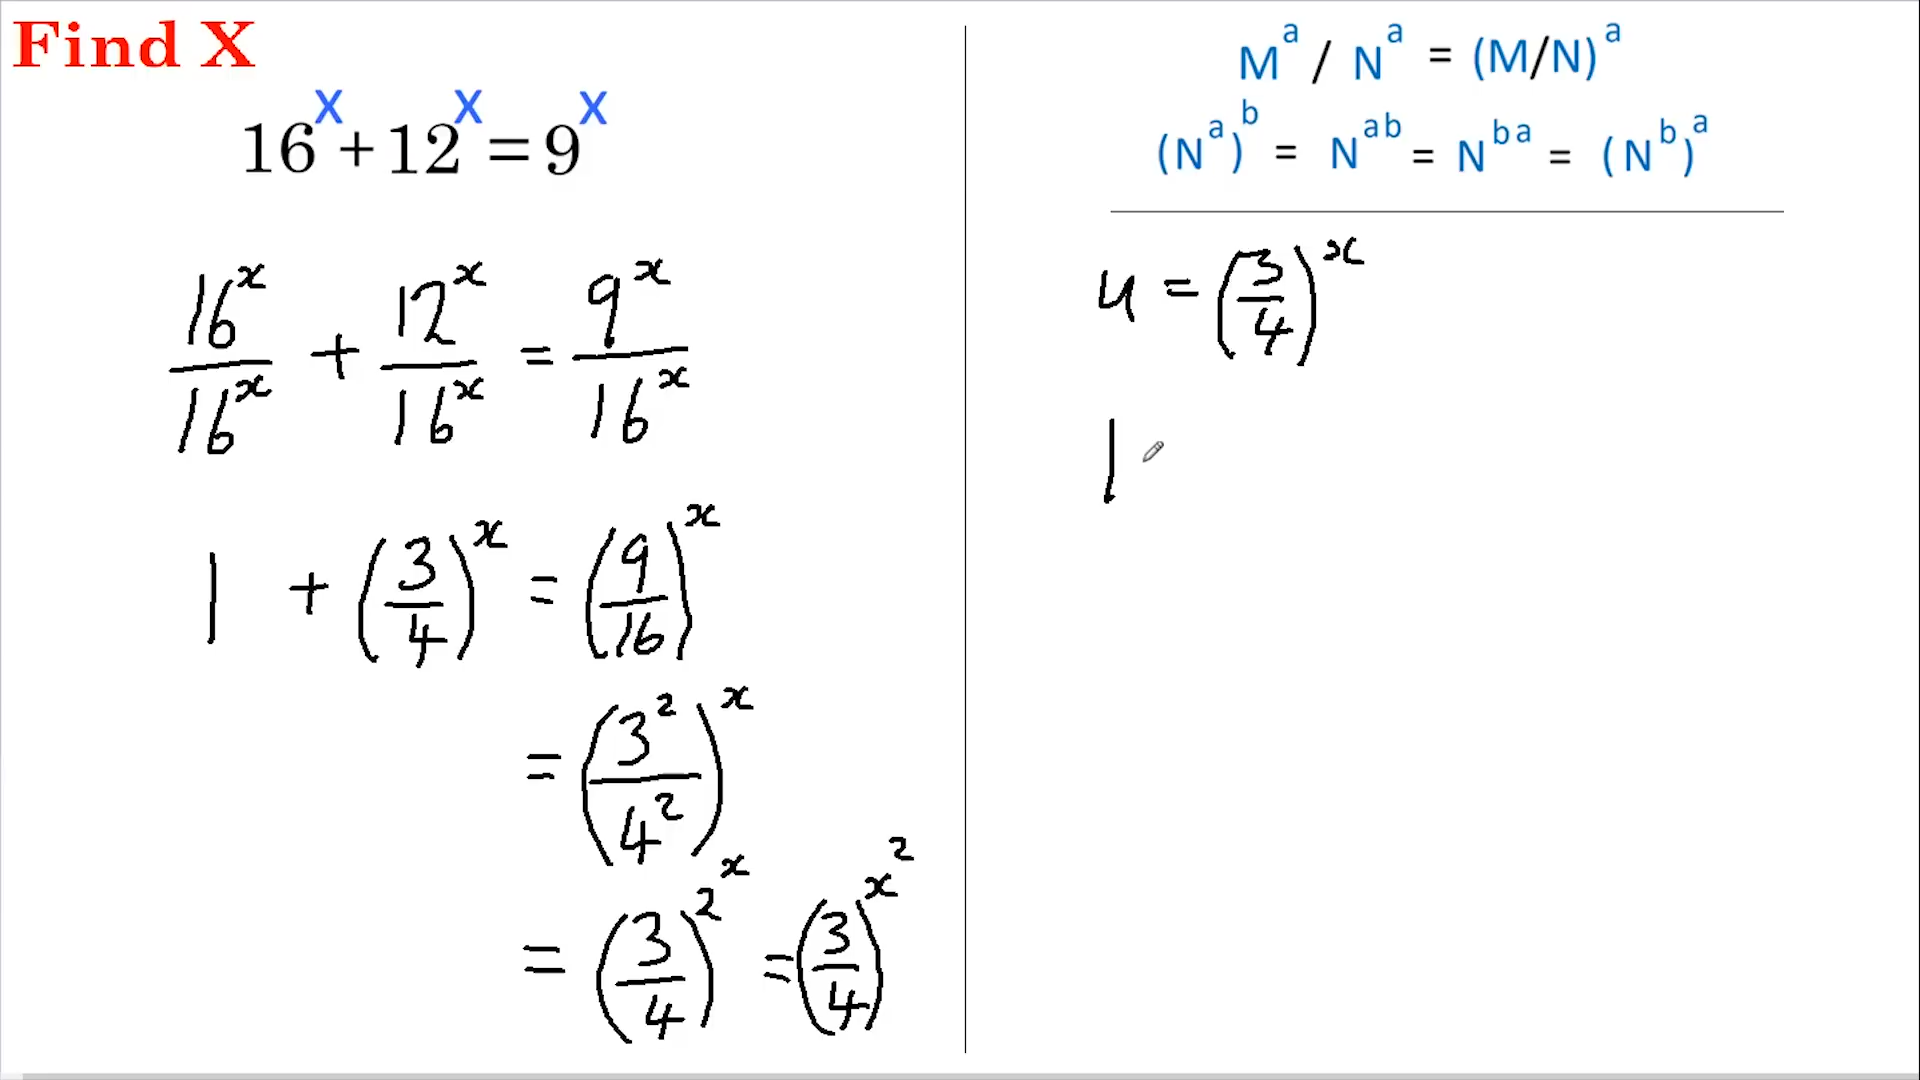 Find X
16^x + 12^x = 9^x
16^x/16^x + 12^x/16^x = 9^x/16^x
1 + (3/4)^x = (9/16)^x
= (3^2/4^2)^x
= (3/4)^2^x = (3/4)^x^2
M^a / N^a = (M/N)^a
(N^a)^b = N^ab = N^ba = (N^b)^a
u = (3/4)^x
1